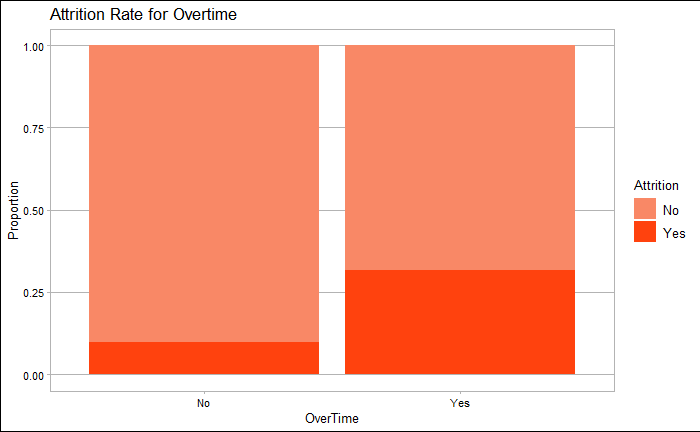 Attrition Rate for Overtime
1.00
0.75
0.50
0.25
0.00
Proportion
No
Yes
OverTime
Attrition
No
Yes